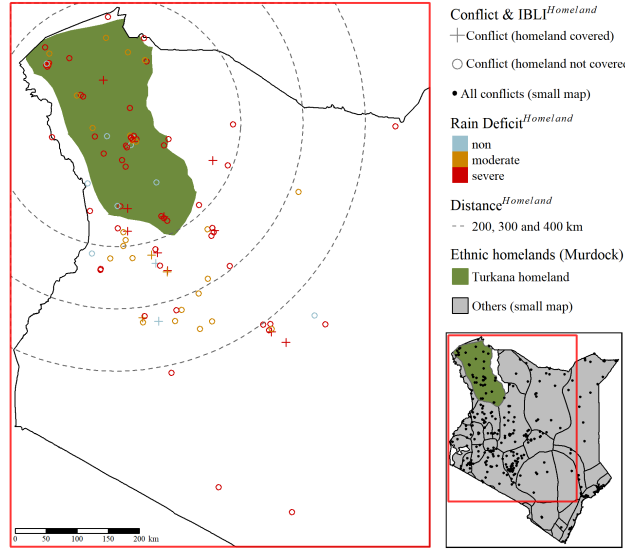 Conflict & IBLI^Homeland
Conflict (homeland covered)
Conflict (homeland not covere
All conflicts (small map)
Rain Deficit^Homeland
non
moderate
severe
Distance^Homeland
200, 300 and 400 km
Ethnic homelands (Murdock)
Turkana homeland
Others (small map)
0 50 100 150 200 km